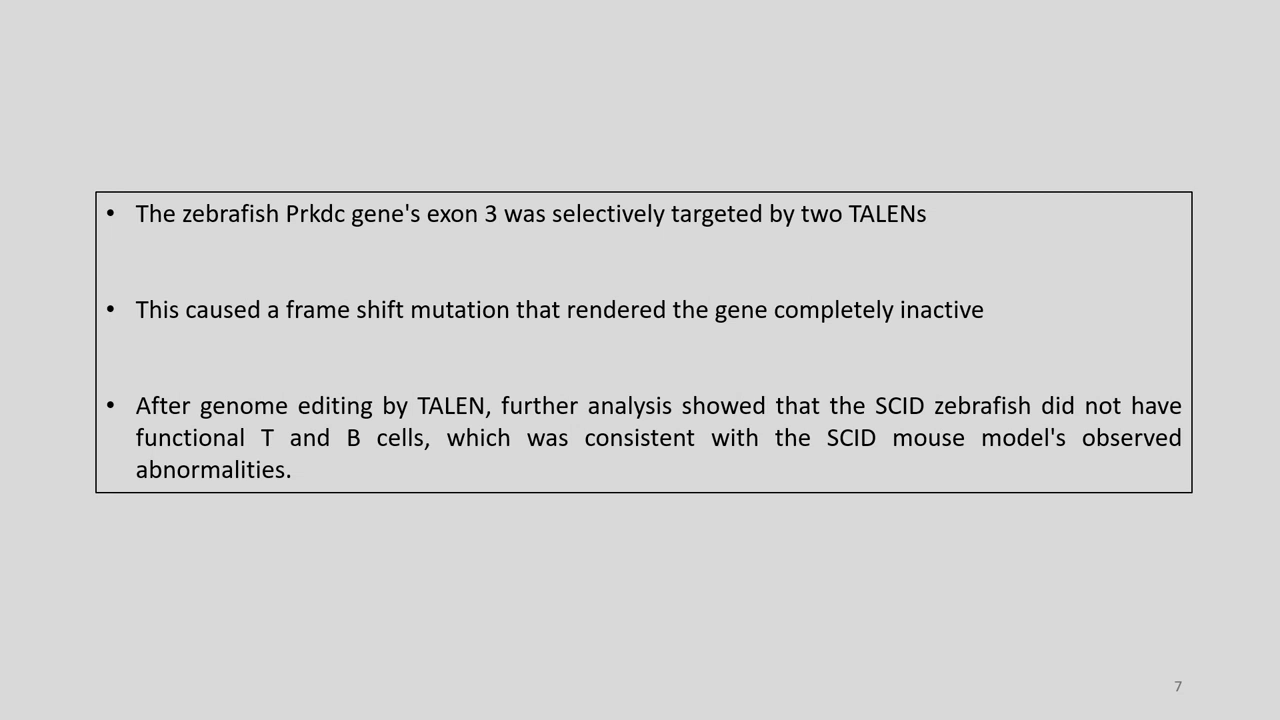 • The zebrafish Prkdc gene's exon 3 was selectively targeted by two TALENs
• This caused a frame shift mutation that rendered the gene completely inactive
• After genome editing by TALEN, further analysis showed that the SCID zebrafish did not have
functional T and B cells, which was consistent with the SCID mouse model's observed
abnormalities.
7